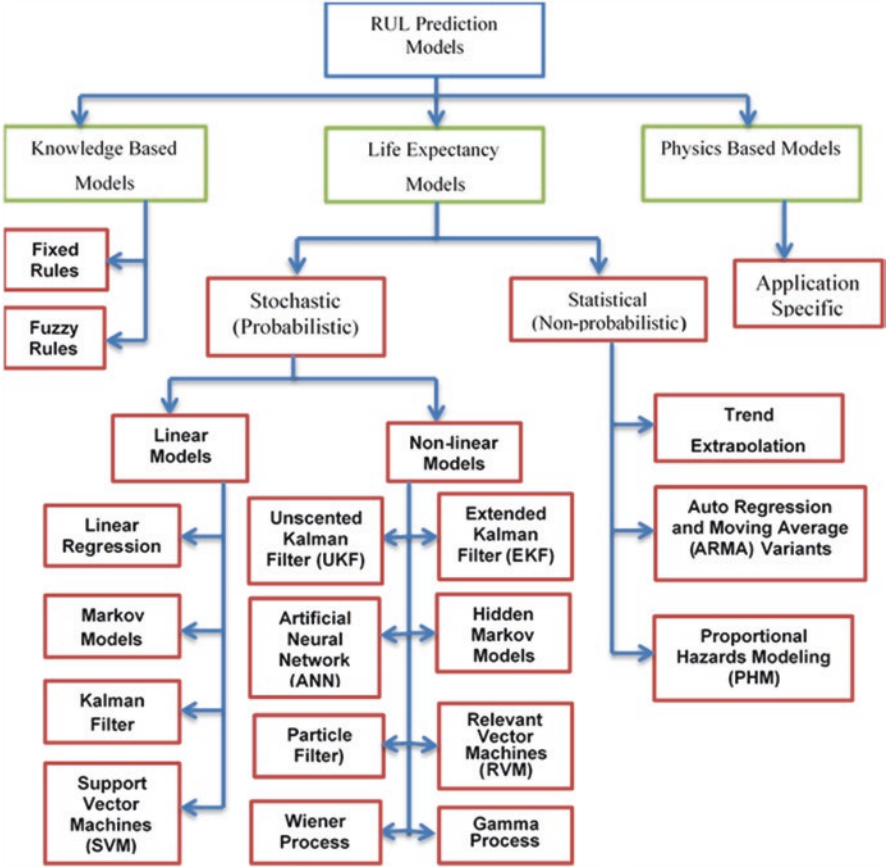 RUL Prediction
Models
Knowledge Based
Models
Life Expectancy
Models
Physics Based Models
Fixed
Rules
Fuzzy
Rules
Stochastic
(Probabilistic)
Statistical
(Non-probabilistic)
Application
Specific
Linear
Models
Non-linear
Models
Trend
Extrapolation
Linear
Regression
Unscented
Kalman
Filter (UKF)
Extended
Kalman
Filter (EKF)
Auto Regression
and Moving Average
(ARMA) Variants
Markov
Models
Artificial
Neural
Network
(ANN)
Hidden
Markov
Models
Proportional
Hazards Modeling
(PHM)
Kalman
Filter
Particle
Filter)
Relevant
Vector
Machines
(RVM)
Support
Vector
Machines
(SVM)
Wiener
Process
Gamma
Process